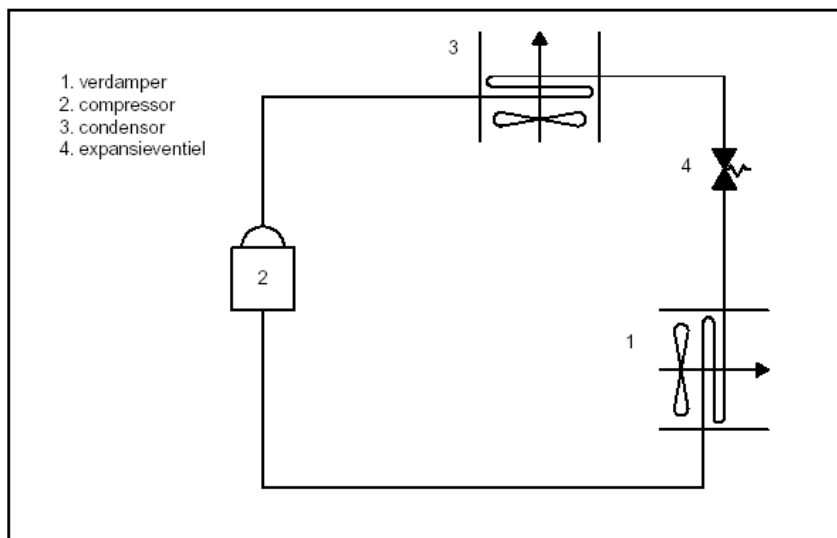 1. verdamper
2. compressor
3. condensor
4. expansieventiel
3
4
2
1